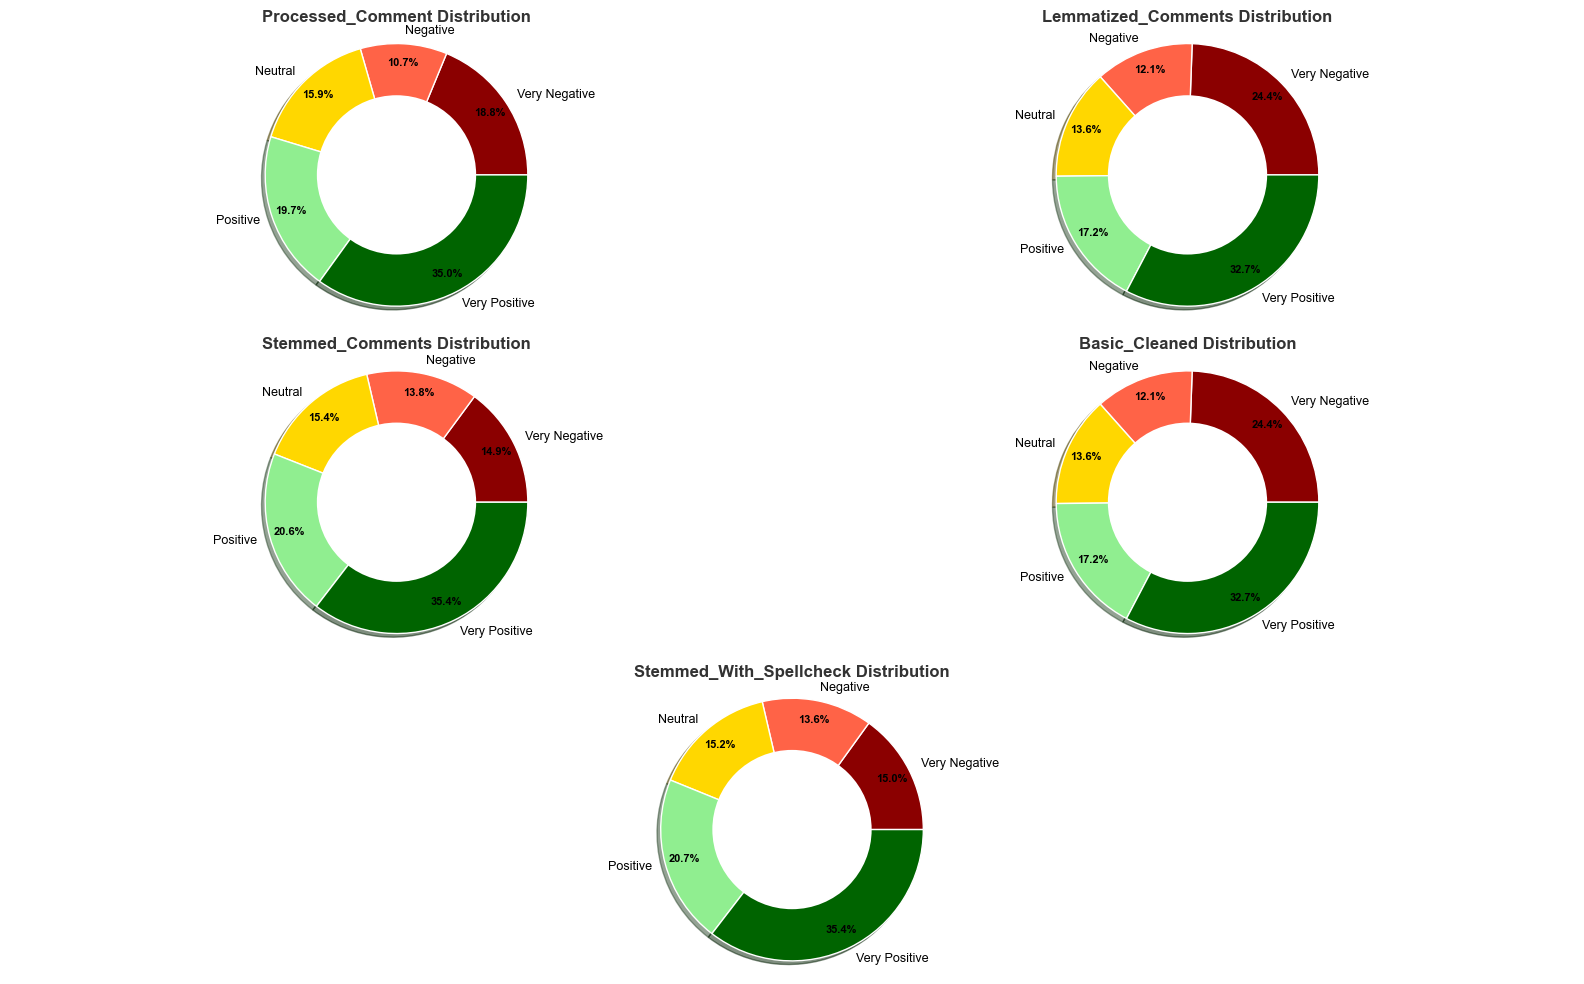 Processed_Comment Distribution
Negative
10.7%
Neutral
15.9%
Very Negative
18.8%
Positive
19.7%
35.0%
Very Positive
Lemmatized_Comments Distribution
Negative
12.1%
Very Negative
24.4%
Neutral
13.6%
Positive
17.2%
32.7%
Very Positive
Stemmed_Comments Distribution
Negative
13.8%
Neutral
15.4%
Very Negative
14.9%
Positive
20.6%
35.4%
Very Positive
Basic_Cleaned Distribution
Negative
12.1%
Very Negative
24.4%
Neutral
13.6%
Positive
17.2%
32.7%
Very Positive
Stemmed_With_Spellcheck Distribution
Negative
13.6%
Neutral
15.2%
Very Negative
15.0%
Positive
20.7%
35.4%
Very Positive